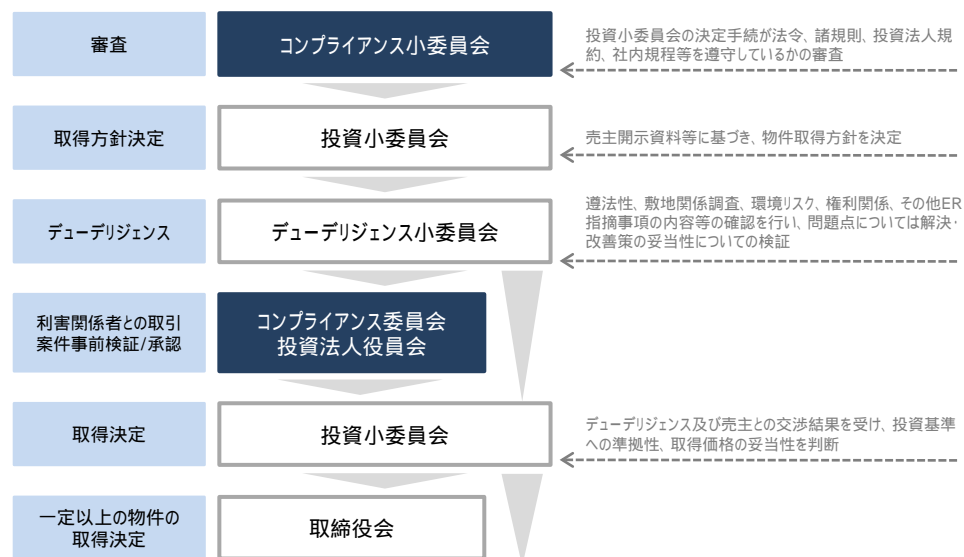 審査
コンプライアンス小委員会
投資小委員会の決定手続が法令、諸規則、投資法人規
約、社内規程等を遵守しているかの審査
取得方針決定
投資小委員会
売主開示資料等に基づき、物件取得方針を決定
デューデリジェンス
デューデリジェンス小委員会
遵法性、敷地関係調査、環境リスク、権利関係、その他ER
指摘事項の内容等の確認を行い、問題点については解決・
改善策の妥当性についての検証
利害関係者との取引
案件事前検証/承認
コンプライアンス委員会
投資法人役員会
取得決定
投資小委員会
デューデリジェンス及び売主との交渉結果を受け、投資基準
への準拠性、取得価格の妥当性を判断
一定以上の物件の
取得決定
取締役会